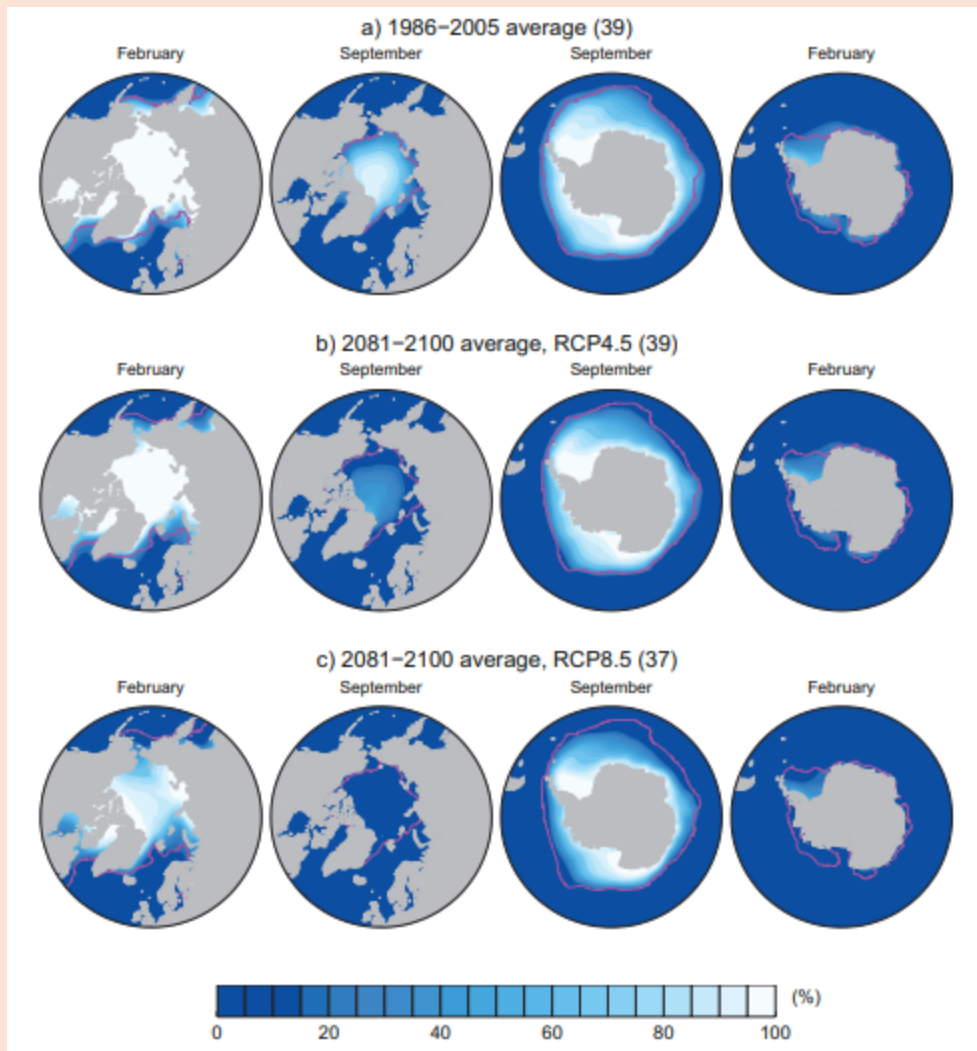 a) 1986−2005 average (39)
February September September February
b) 2081−2100 average, RCP4.5 (39)
February September September February
c) 2081−2100 average, RCP8.5 (37)
February September September February
(%)
0 20 40 60 80 100